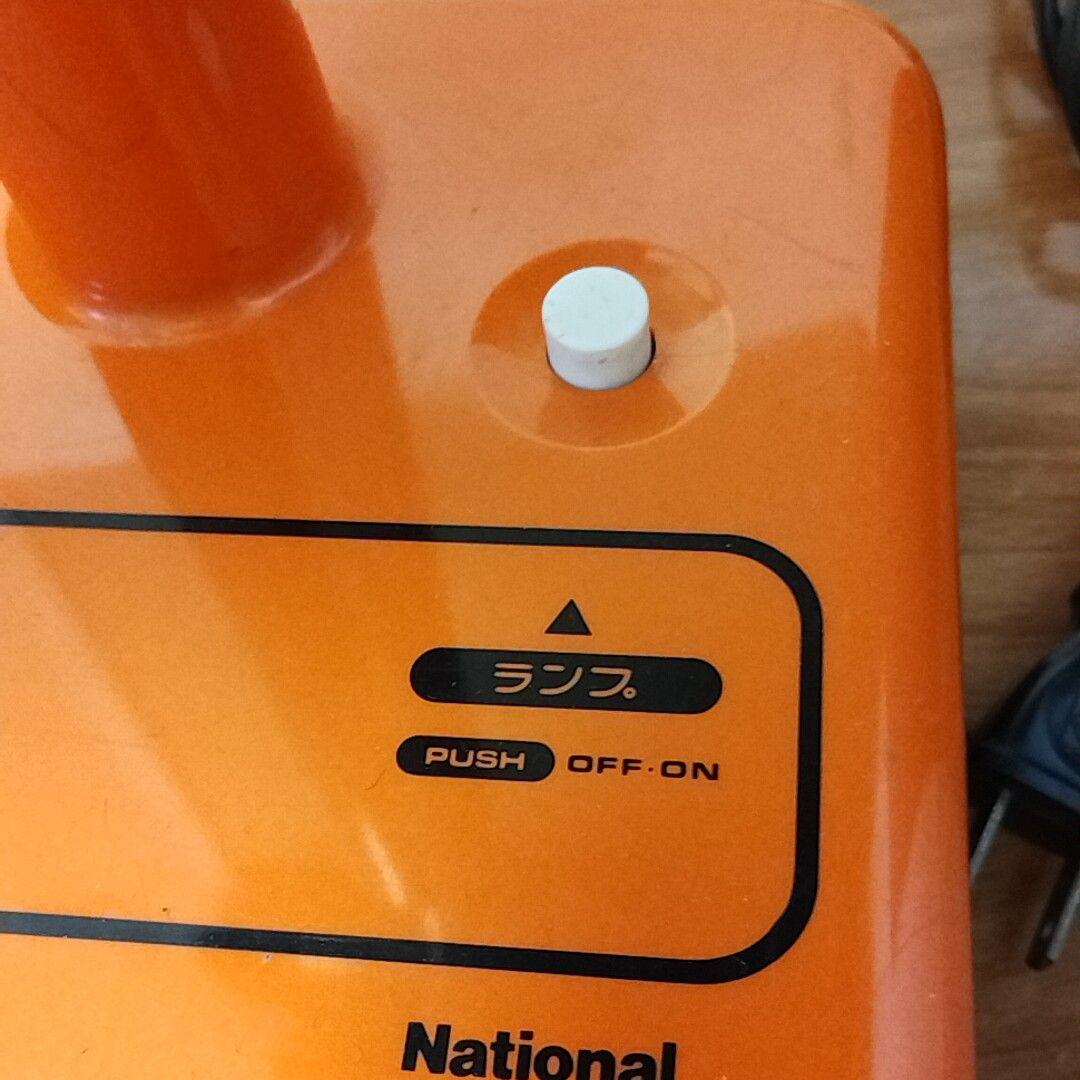 ランプ
PUSH OFF·ON
National